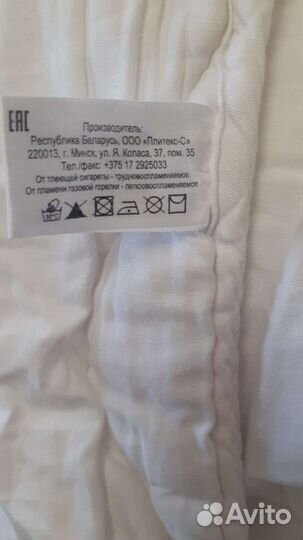 EAC
Производитель:
Республика Беларусь, ООО «Плитекс-С»
220013, г. Минск, ул. Я. Коласа, 37, пом. 35
Тел./факс: +375 17 2925033
От тлеющей сигареты - трудновоспламеняемое.
От пламени газовой горелки - легковоспламеняемое
30°C
Avito